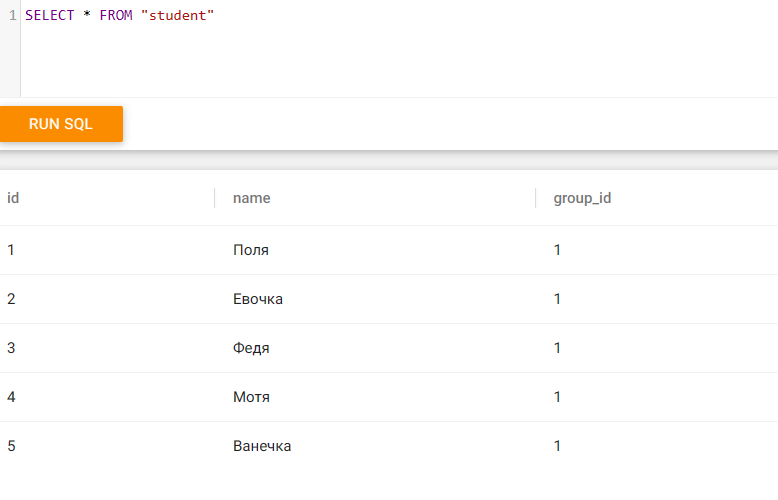 1 SELECT * FROM "student"
RUN SQL
id name group_id
1 Поля 1
2 Евочка 1
3 Федя 1
4 Мотя 1
5 Ванечка 1